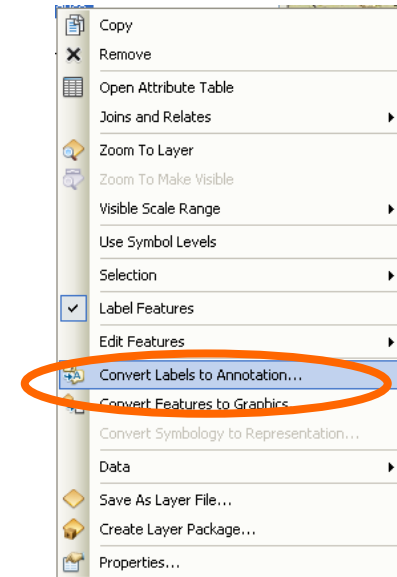 Copy
Remove
Open Attribute Table
Joins and Relates
Zoom To Layer
Zoom To Make Visible
Visible Scale Range
Use Symbol Levels
Selection
Label Features
Edit Features
Convert Labels to Annotation...
Convert Features to Graphics...
Convert Symbology to Representation...
Data
Save As Layer File...
Create Layer Package...
Properties...